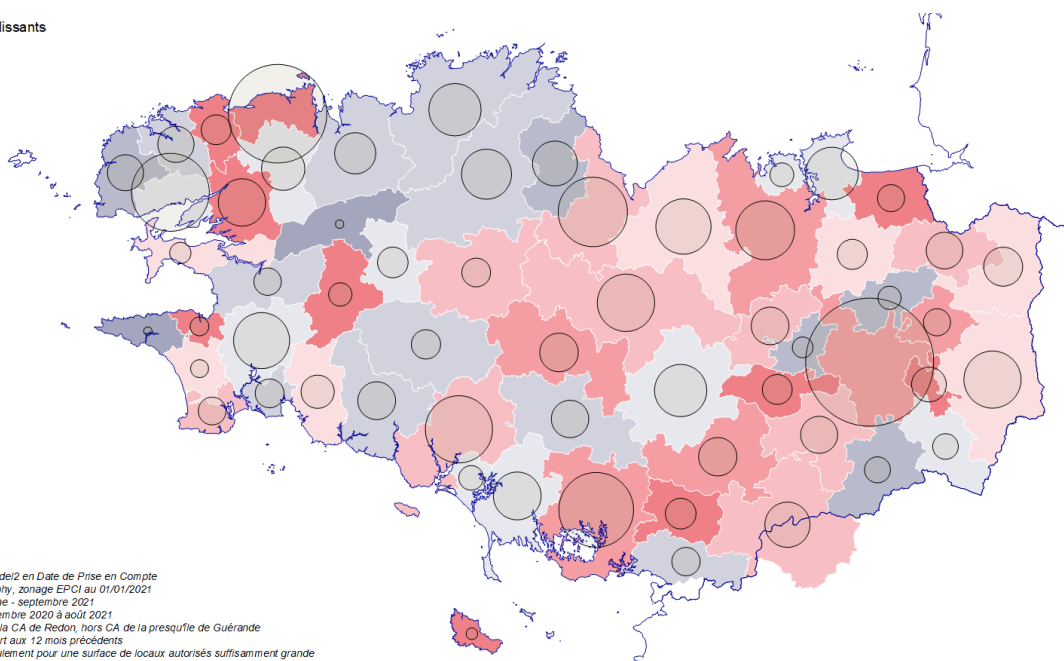 lissants
del2 en Date de Prise en Compte
phy, zonage EPCI au 01/01/2021
ne - septembre 2021
embre 2020 à août 2021
la CA de Redon, hors CA de la presqu'île de Guérande
rt aux 12 mois précédents
ulement pour une surface de locaux autorisés suffisamment grande